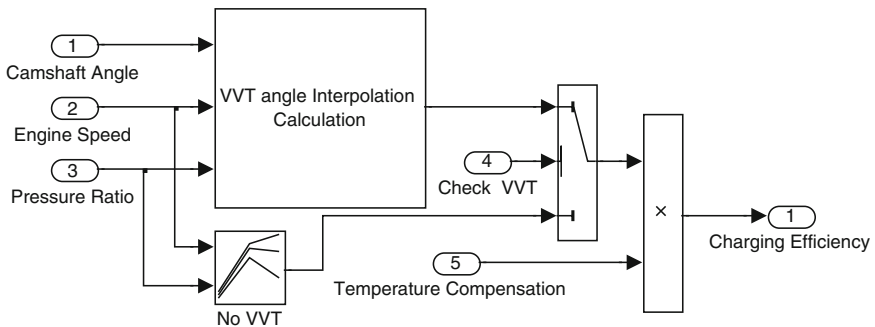 1
Camshaft Angle
2
Engine Speed
3
Pressure Ratio
VVT angle Interpolation
Calculation
No VVT
4
Check VVT
5
Temperature Compensation
×
1
Charging Efficiency